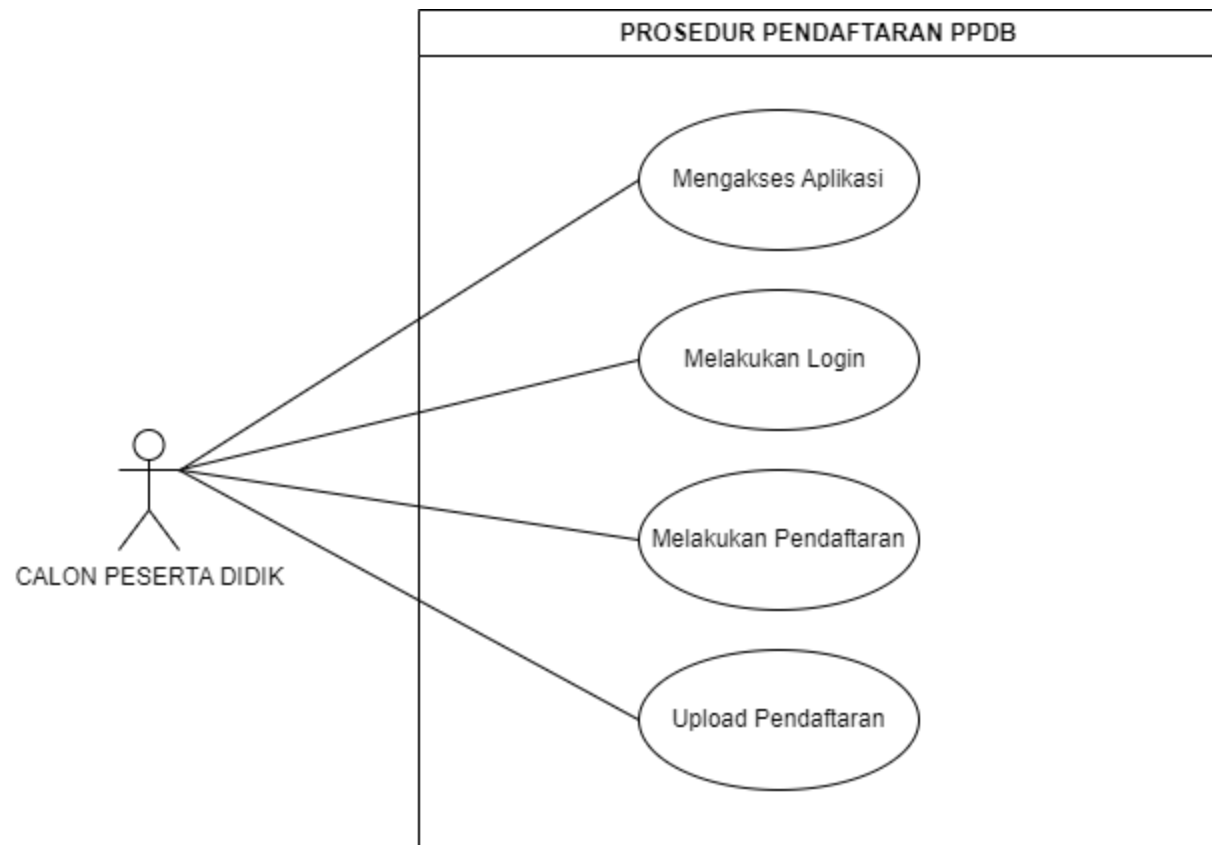 PROSEDUR PENDAFTARAN PPDB
Mengakses Aplikasi
Melakukan Login
Melakukan Pendaftaran
CALON PESERTA DIDIK
Upload Pendaftaran